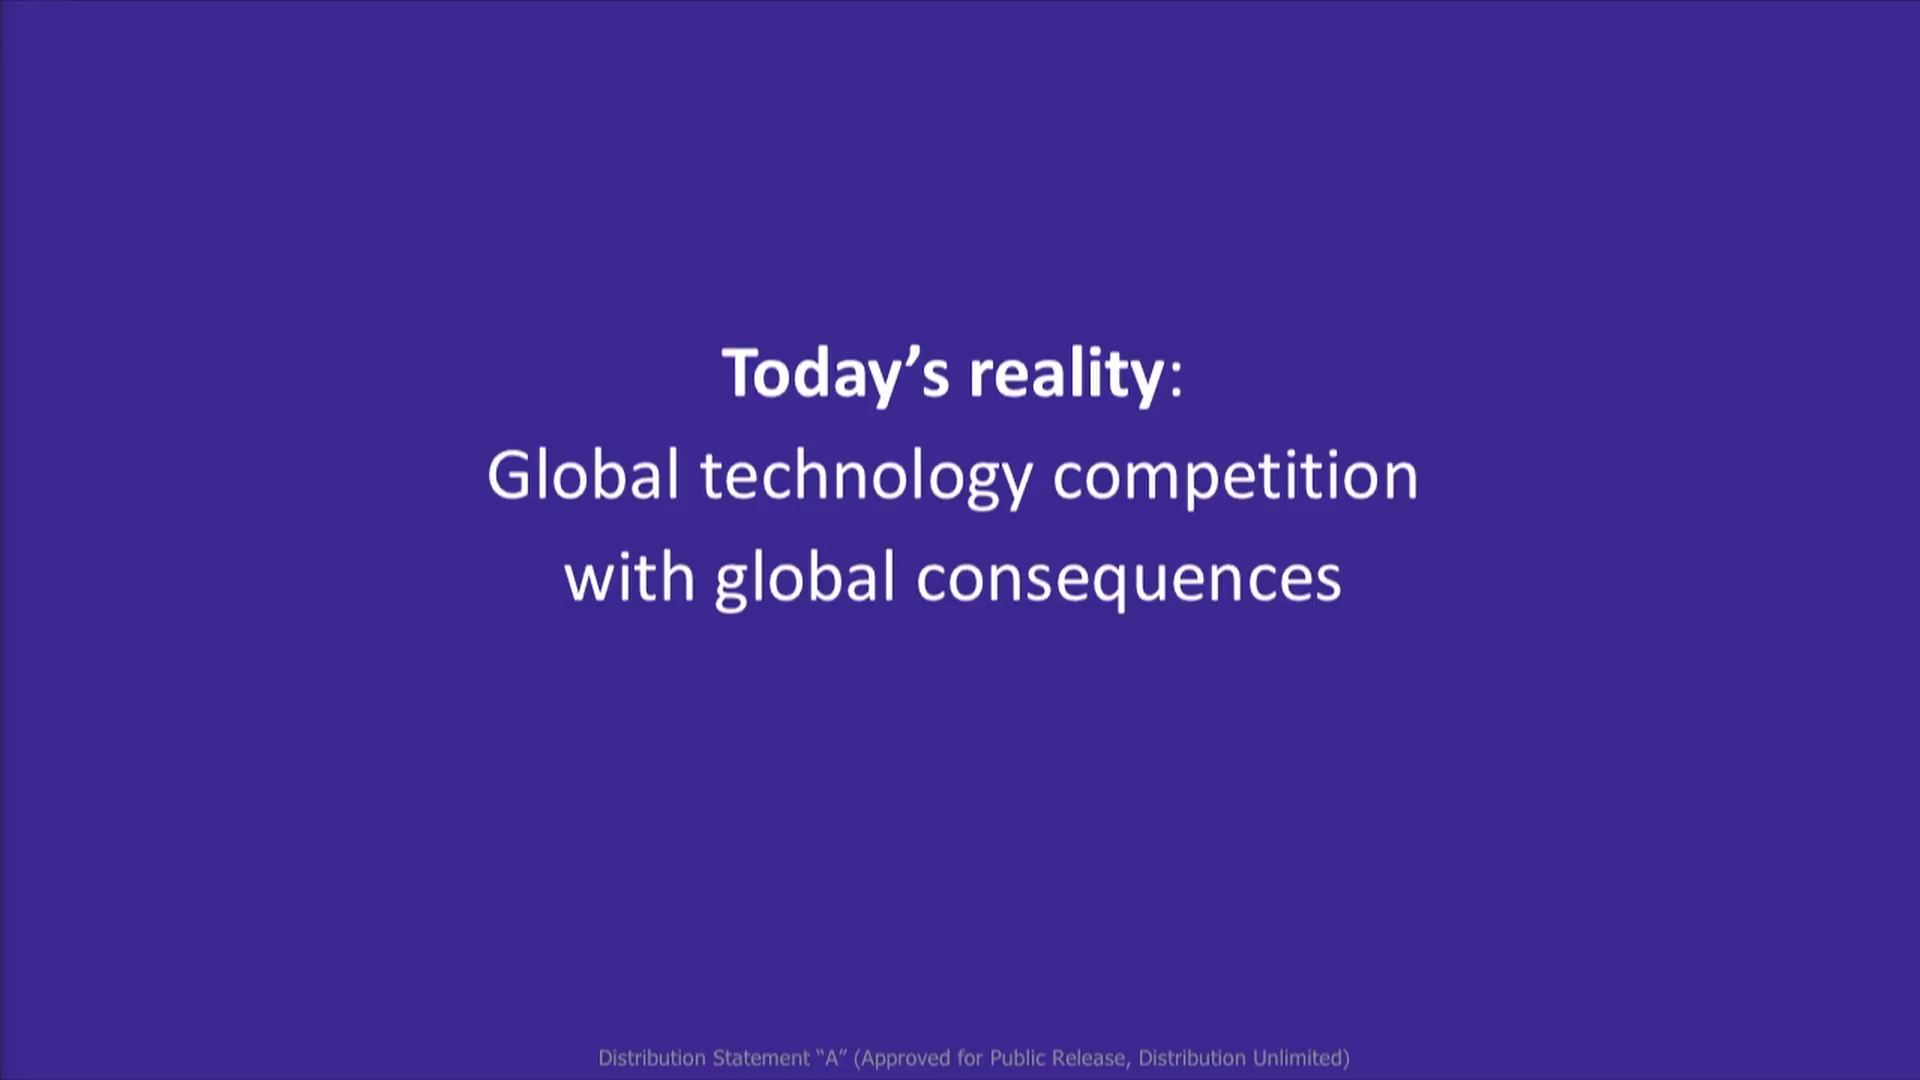 Today’s reality:
Global technology competition
with global consequences
Distribution Statement “A” (Approved for Public Release, Distribution Unlimited)